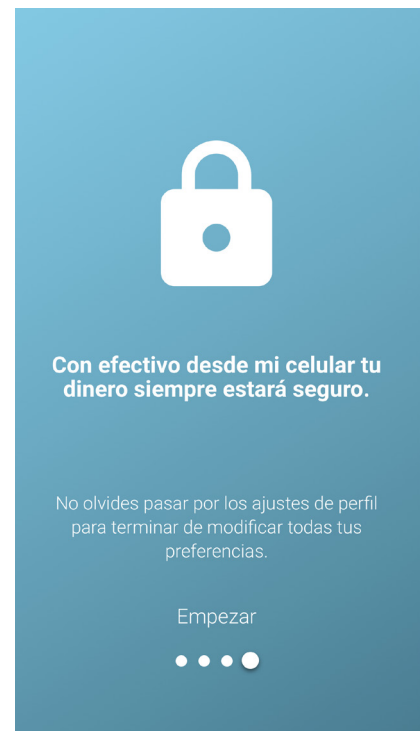 Con efectivo desde mi celular tu
dinero siempre estará seguro.
No olvides pasar por los ajustes de perfil
para terminar de modificar todas tus
preferencias.
Empezar